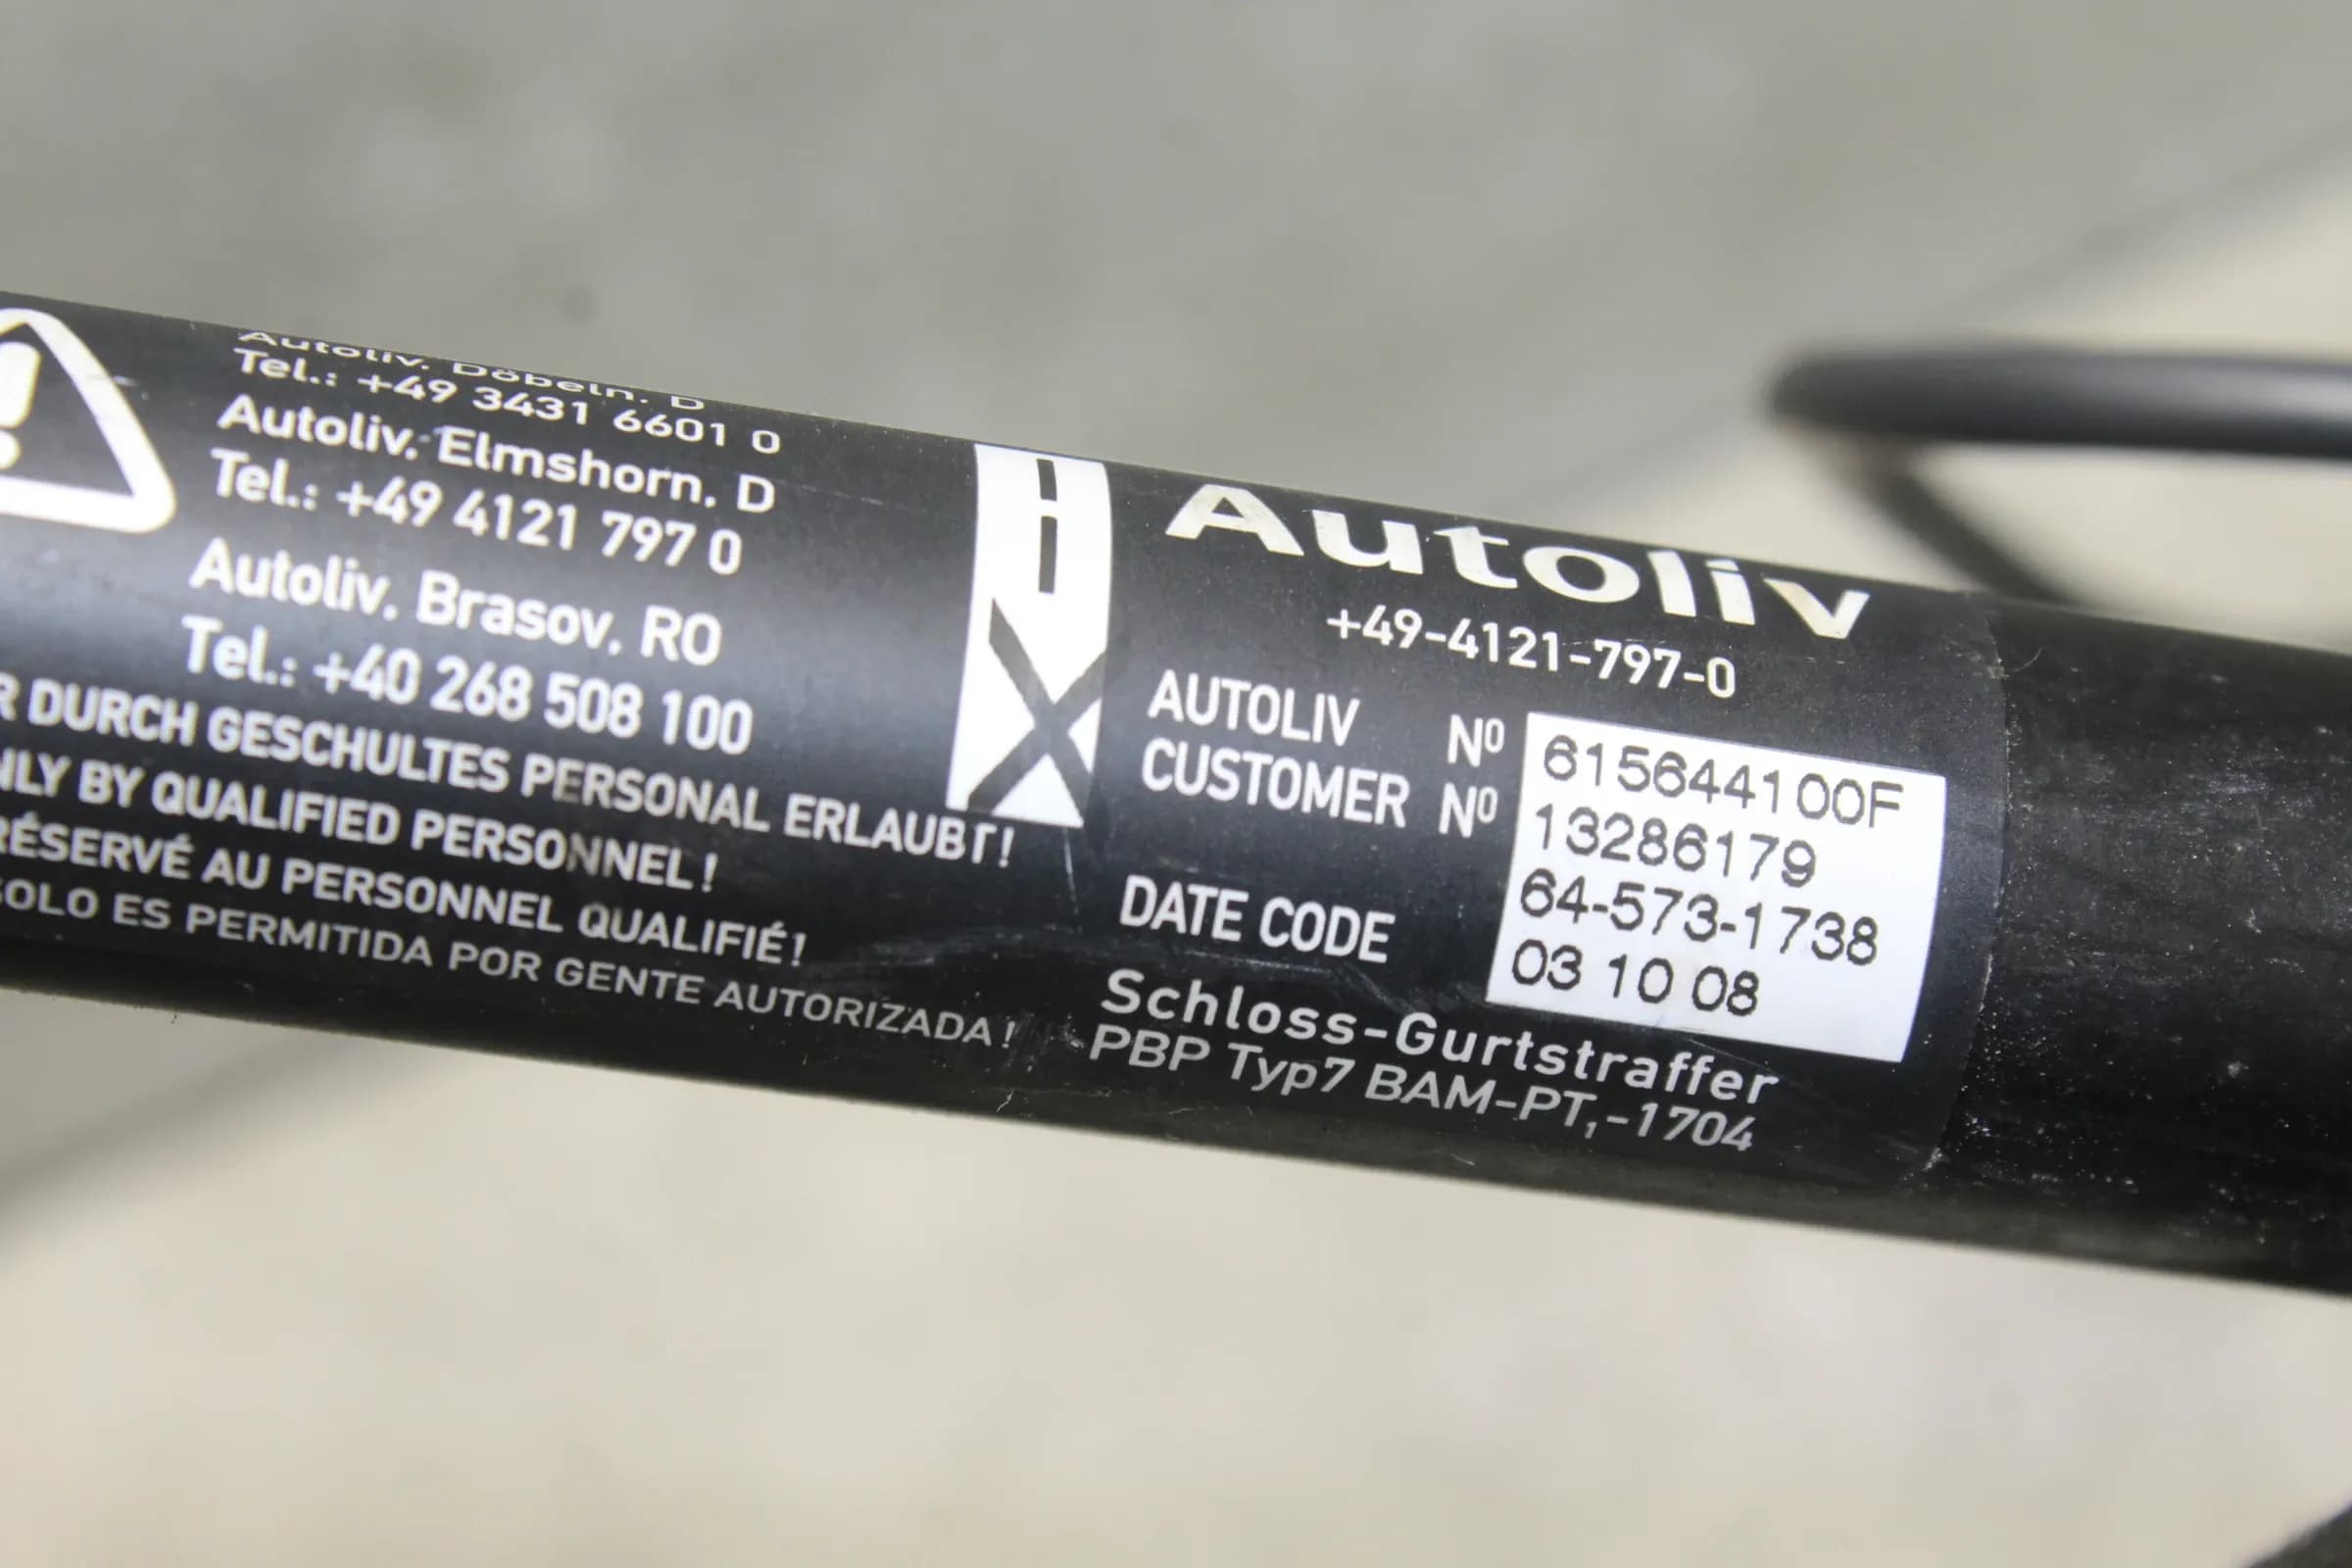 Autoliv. Döbeln. D
Tel.: +49 3431 6601 0
Autoliv. Elmshorn. D
Tel.: +49 4121 797 0
Autoliv. Brasov. RO
Tel.: +40 268 508 100
DURCH GESCHULTES PERSONAL ERLAUBT!
BY QUALIFIED PERSONNEL!
RÉSERVÉ AU PERSONNEL QUALIFIÉ!
SOLO ES PERMITIDA POR GENTE AUTORIZADA!
Autoliv
+49-4121-797-0
AUTOLIV Nº 615644100F
CUSTOMER Nº 13286179
64-573-1738
DATE CODE 03 10 08
Schloss-Gurtstraffer
PBP Typ7 BAM-PT,-1704